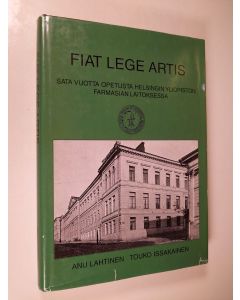 FIAT LEGE ARTIS
SATA VUOTTA OPETUSTA HELSINGIN YLIOPISTON
FARMASIAN LAITOKSESSA
ANU LAHTINEN TOUKO ISSAKAINEN